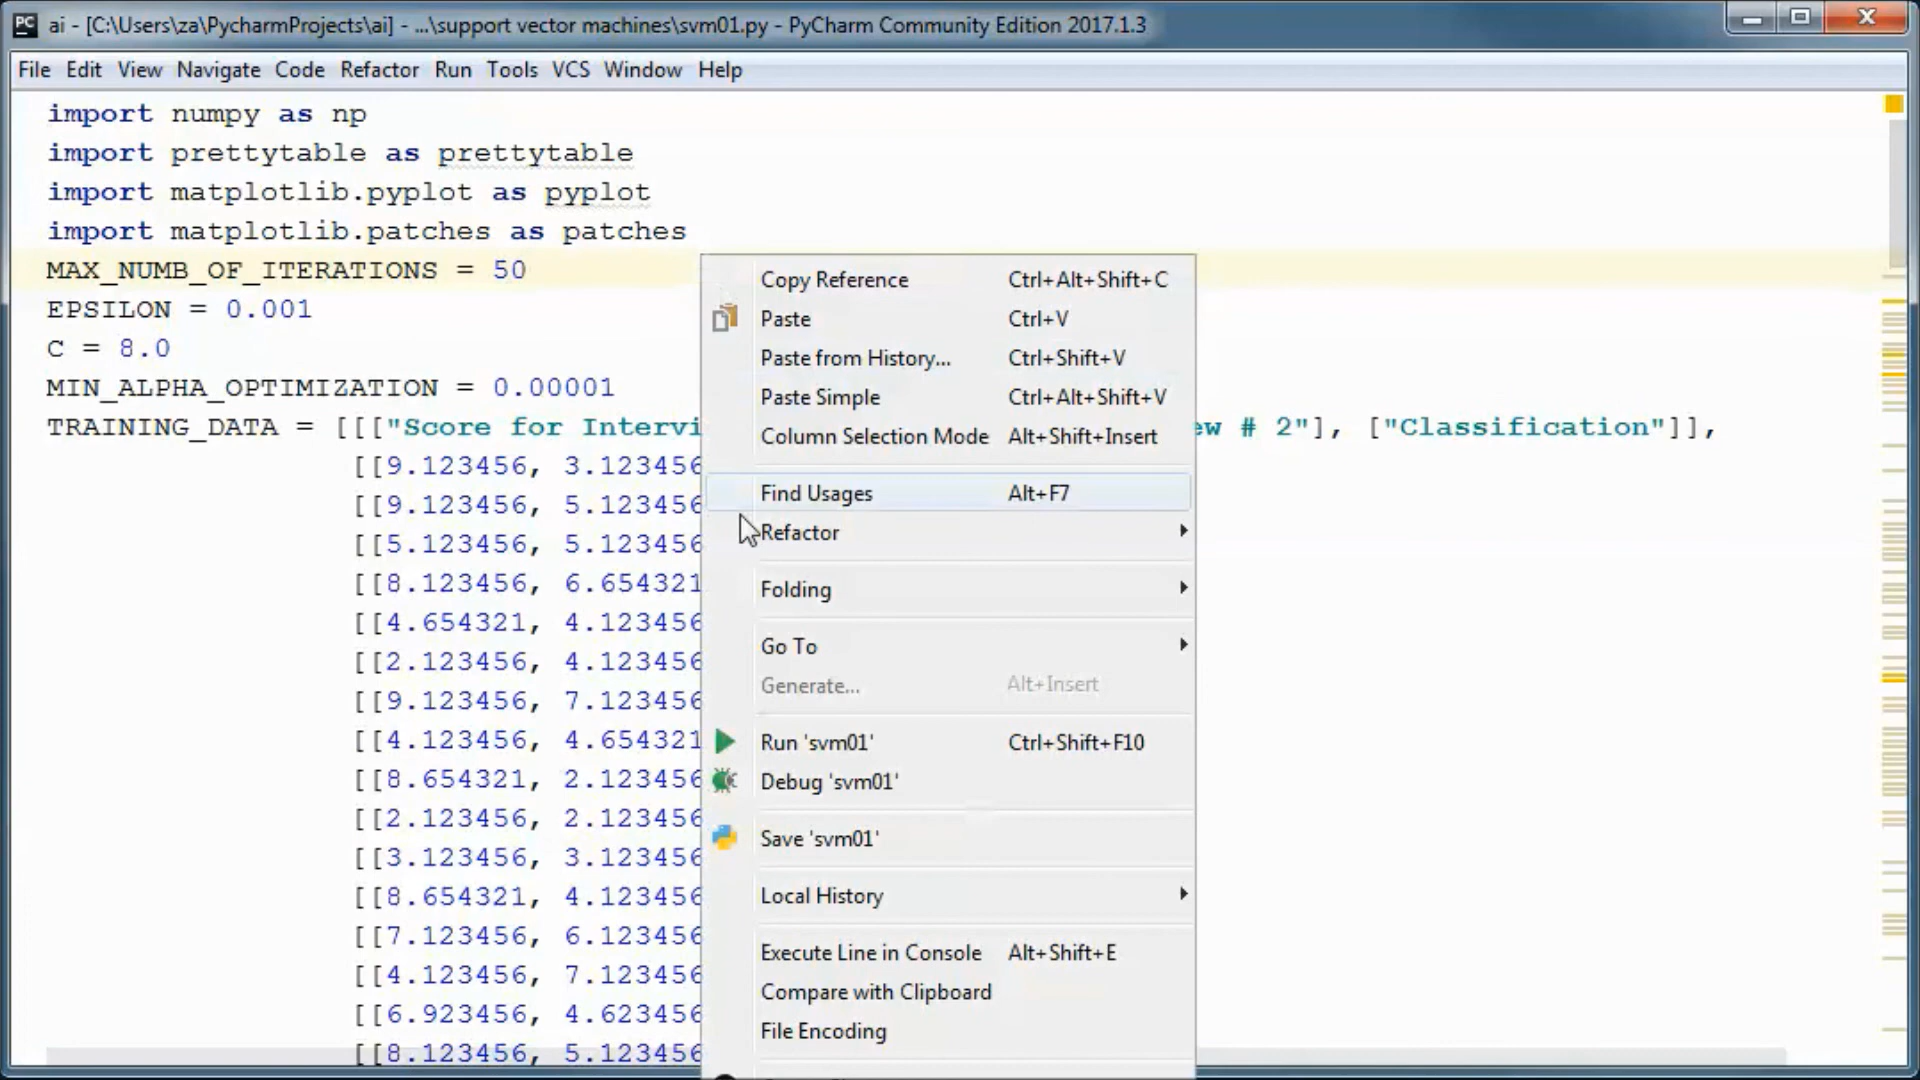 PC ai - [C:\Users\za\PycharmProjects\ai] - ...\support vector machines\svm01.py - PyCharm Community Edition 2017.1.3
File Edit View Navigate Code Refactor Run Tools VCS Window Help
import numpy as np
import prettytable as prettytable
import matplotlib.pyplot as pyplot
import matplotlib.patches as patches
MAX_NUMB_OF_ITERATIONS = 50
EPSILON = 0.001
C = 8.0
MIN_ALPHA_OPTIMIZATION = 0.00001
TRAINING_DATA = [[["Score for Intervi ew # 2"], ["Classification"]],
[[9.123456, 3.123456
[[9.123456, 5.123456
[[5.123456, 5.123456
[[8.123456, 6.654321
[[4.654321, 4.123456
[[2.123456, 4.123456
[[9.123456, 7.123456
[[4.123456, 4.654321
[[8.654321, 2.123456
[[2.123456, 2.123456
[[3.123456, 3.123456
[[8.654321, 4.123456
[[7.123456, 6.123456
[[4.123456, 7.123456
[[6.923456, 4.623456
[[8.123456, 5.123456
Copy Reference Ctrl+Alt+Shift+C
Paste Ctrl+V
Paste from History... Ctrl+Shift+V
Paste Simple Ctrl+Alt+Shift+V
Column Selection Mode Alt+Shift+Insert
Find Usages Alt+F7
Refactor
Folding
Go To
Generate... Alt+Insert
Run 'svm01' Ctrl+Shift+F10
Debug 'svm01'
Save 'svm01'
Local History
Execute Line in Console Alt+Shift+E
Compare with Clipboard
File Encoding